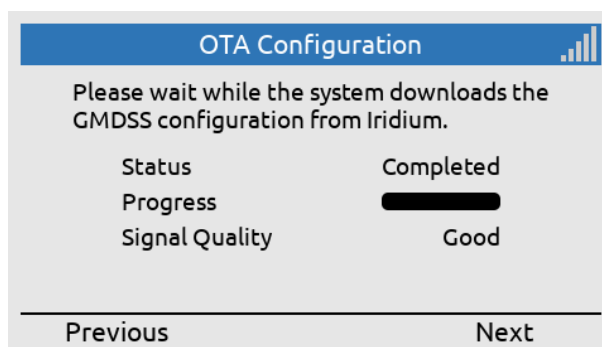 OTA Configuration
Please wait while the system downloads the
GMDSS configuration from Iridium.
Status Completed
Progress
Signal Quality Good
Previous Next